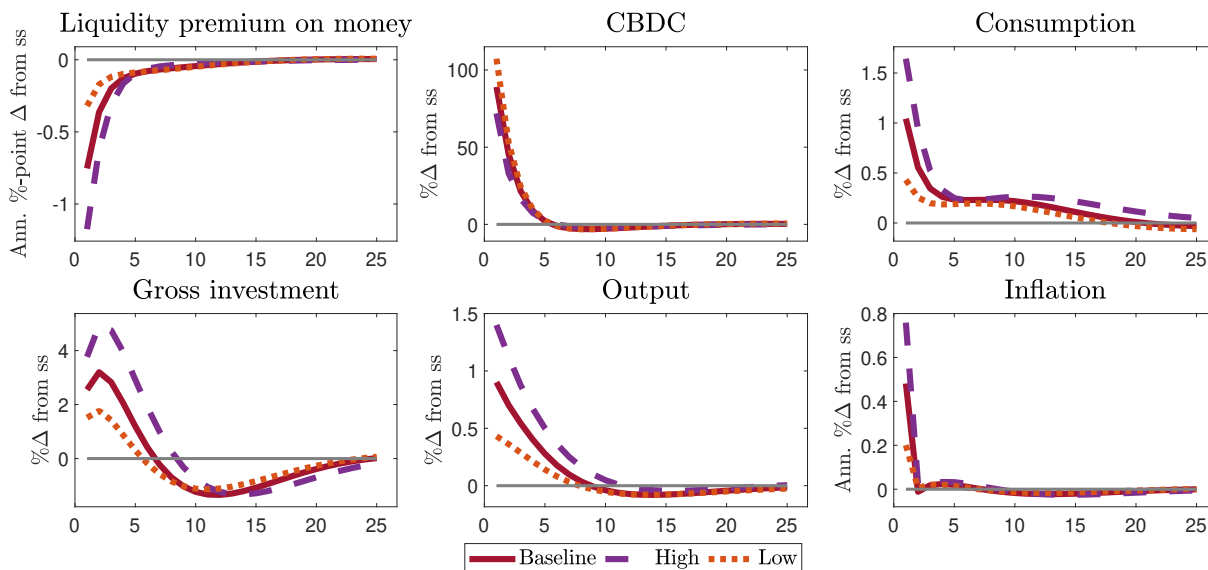 Liquidity premium on money
CBDC
Consumption
Ann. %-point Δ from ss
0
-0.5
-1
0 5 10 15 20 25
%Δ from ss
100
50
0
0 5 10 15 20 25
%Δ from ss
1.5
1
0.5
0
0 5 10 15 20 25
Gross investment
Output
Inflation
%Δ from ss
4
2
0
0 5 10 15 20 25
%Δ from ss
1.5
1
0.5
0
0 5 10 15 20 25
Ann. %Δ from ss
0.8
0.6
0.4
0.2
0
0 5 10 15 20 25
Baseline High Low